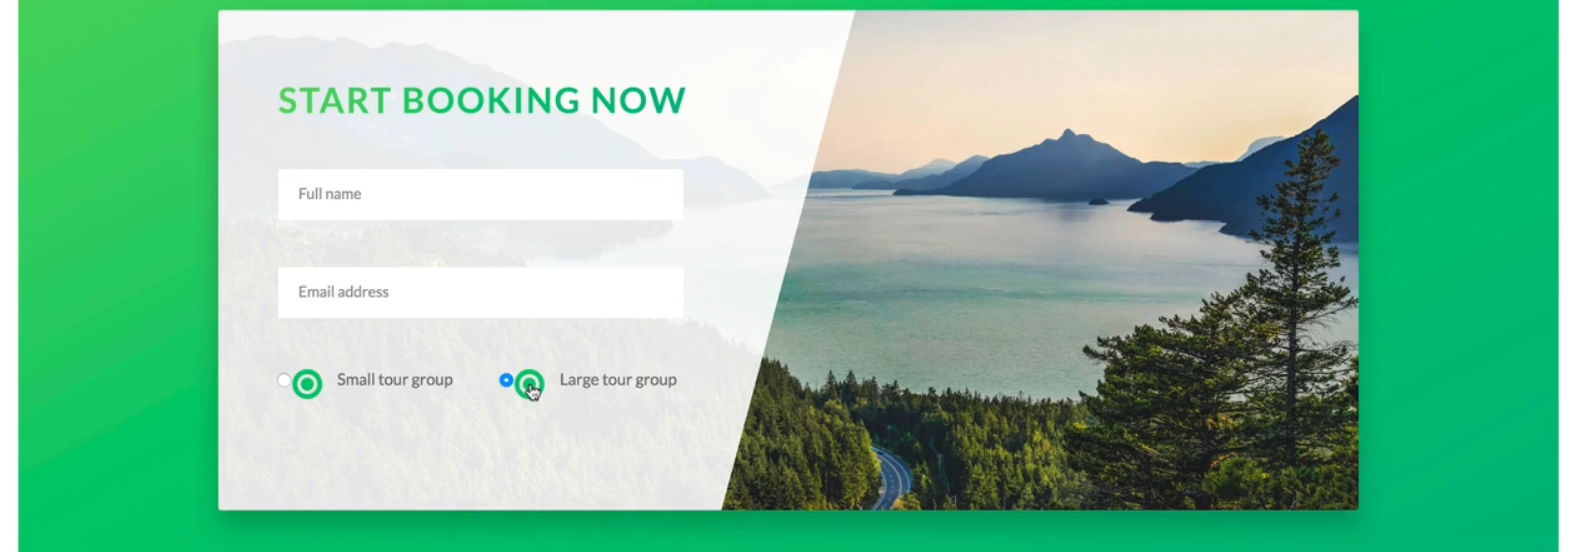 START BOOKING NOW
Full name
Email address
Small tour group
Large tour group